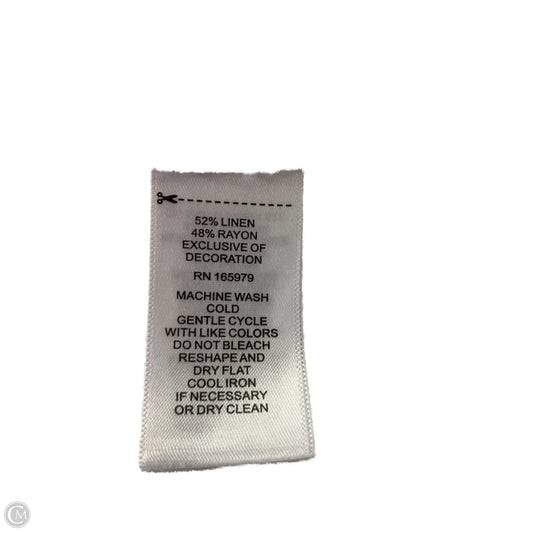 52% LINEN
48% RAYON
EXCLUSIVE OF
DECORATION
RN 165979
MACHINE WASH
COLD
GENTLE CYCLE
WITH LIKE COLORS
DO NOT BLEACH
RESHAPE AND
DRY FLAT
COOL IRON
IF NECESSARY
OR DRY CLEAN
CM